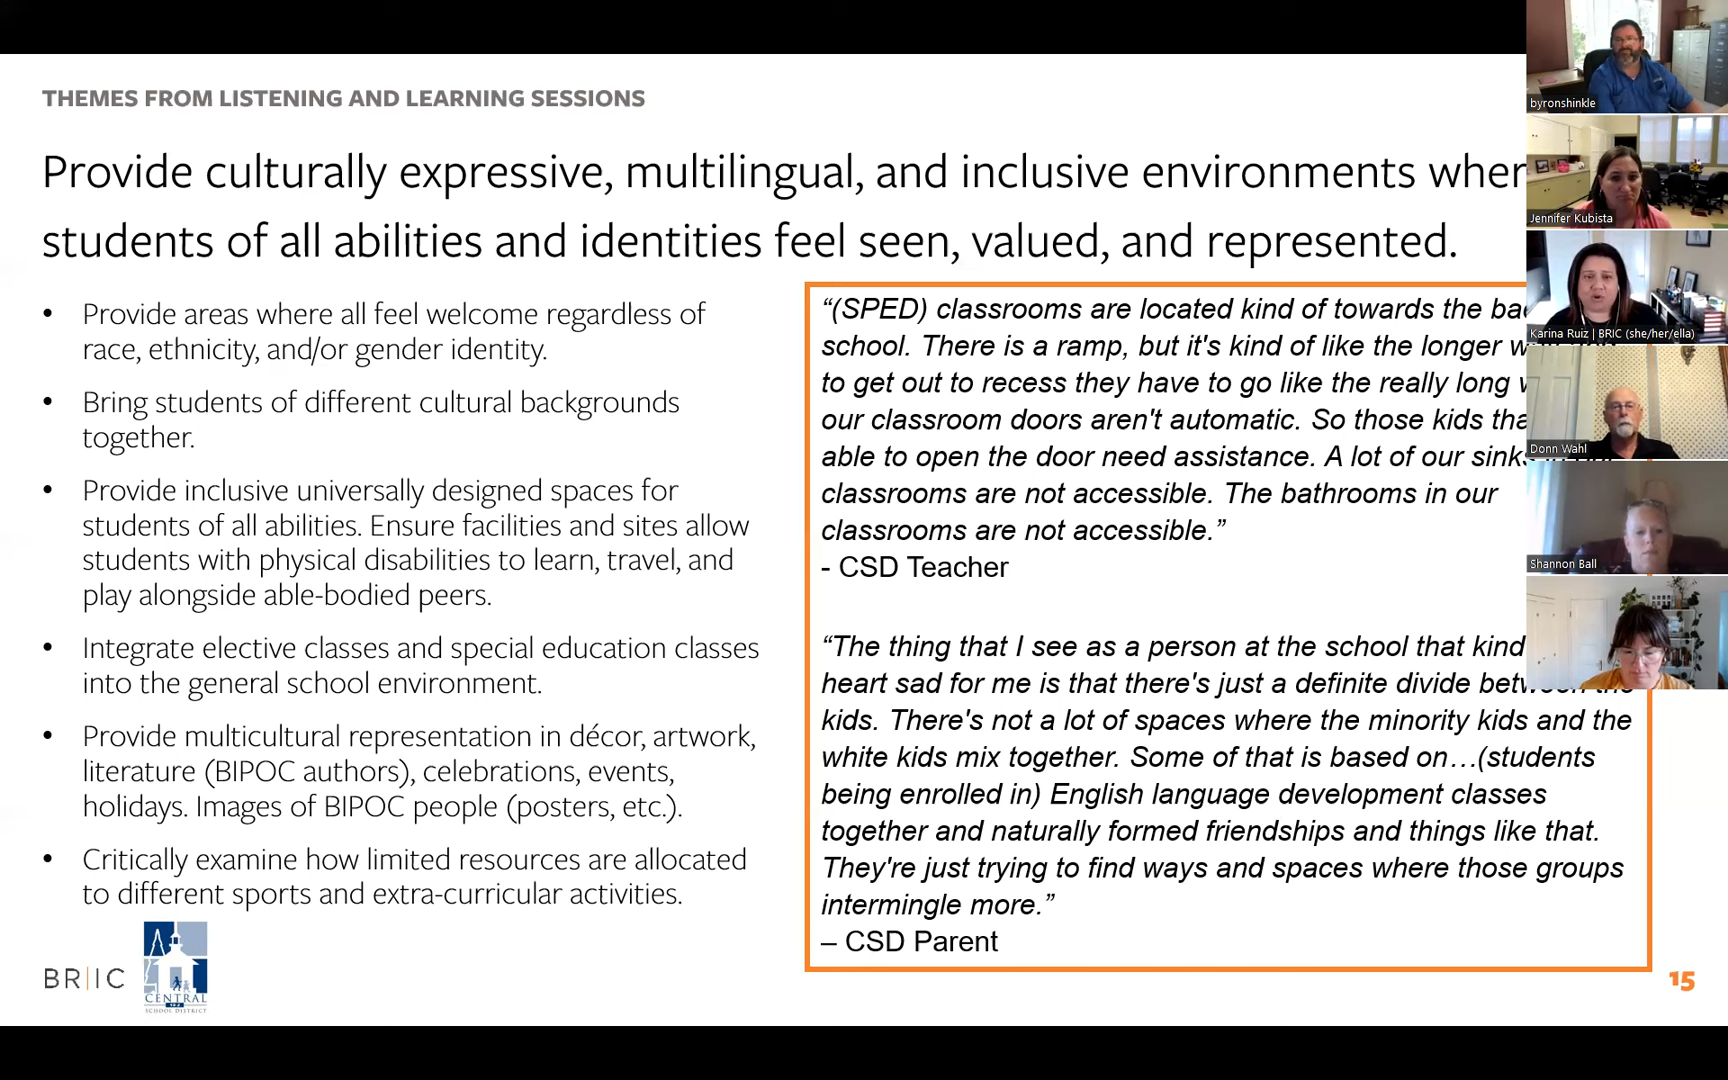 THEMES FROM LISTENING AND LEARNING SESSIONS
Provide culturally expressive, multilingual, and inclusive environments wher
students of all abilities and identities feel seen, valued, and represented.
• Provide areas where all feel welcome regardless of
race, ethnicity, and/or gender identity.
• Bring students of different cultural backgrounds
together.
• Provide inclusive universally designed spaces for
students of all abilities. Ensure facilities and sites allow
students with physical disabilities to learn, travel, and
play alongside able-bodied peers.
• Integrate elective classes and special education classes
into the general school environment.
• Provide multicultural representation in décor, artwork,
literature (BIPOC authors), celebrations, events,
holidays. Images of BIPOC people (posters, etc.).
• Critically examine how limited resources are allocated
to different sports and extra-curricular activities.
“(SPED) classrooms are located kind of towards the
school. There is a ramp, but it's kind of like the longer
to get out to recess they have to go like the really long
our classroom doors aren't automatic. So those kids
able to open the door need assistance. A lot of our sinks
classrooms are not accessible. The bathrooms in our
classrooms are not accessible.”
- CSD Teacher
“The thing that I see as a person at the school that kind
heart sad for me is that there's just a definite divide between the
kids. There's not a lot of spaces where the minority kids and the
white kids mix together. Some of that is based on…(students
being enrolled in) English language development classes
together and naturally formed friendships and things like that.
They're just trying to find ways and spaces where those groups
intermingle more.”
– CSD Parent
BR|IC
CENTRAL
SCHOOL DISTRICT
15
byronshinkle
Jennifer Kubista
Karina Ruiz | BRIC (she/her/ella)
Donn Wahl
Shannon Ball